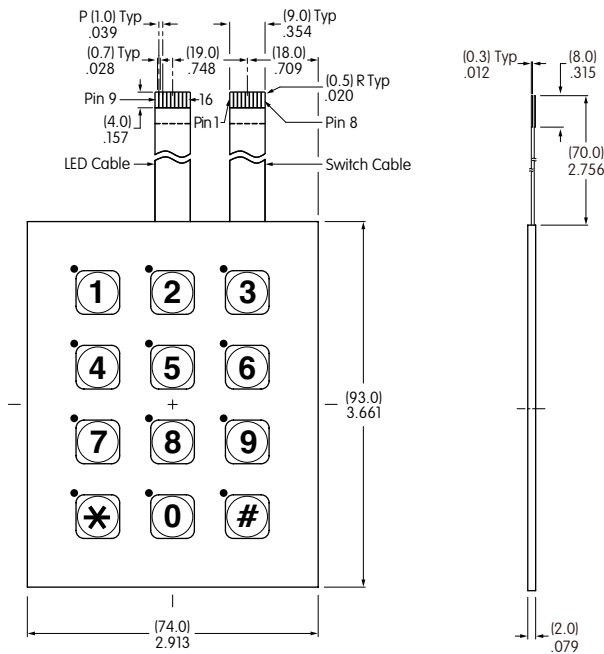 P (1.0) Typ
.039
(9.0) Typ
.354
(0.7) Typ
.028
(19.0)
.748
(18.0)
.709
(0.5) R Typ
.020
Pin 9
16
(4.0)
.157
Pin 1
Pin 8
LED Cable
Switch Cable
(0.3) Typ
.012
(8.0)
.315
(70.0)
2.756
1 2 3
4 5 6
7 8 9
* 0 #
(93.0)
3.661
(74.0)
2.913
(2.0)
.079